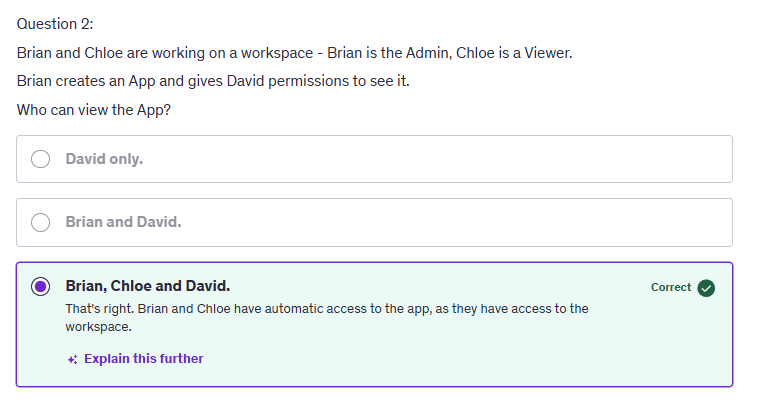 Question 2:
Brian and Chloe are working on a workspace - Brian is the Admin, Chloe is a Viewer.
Brian creates an App and gives David permissions to see it.
Who can view the App?
David only.
Brian and David.
Brian, Chloe and David.
Correct
That's right. Brian and Chloe have automatic access to the app, as they have access to the
workspace.
Explain this further